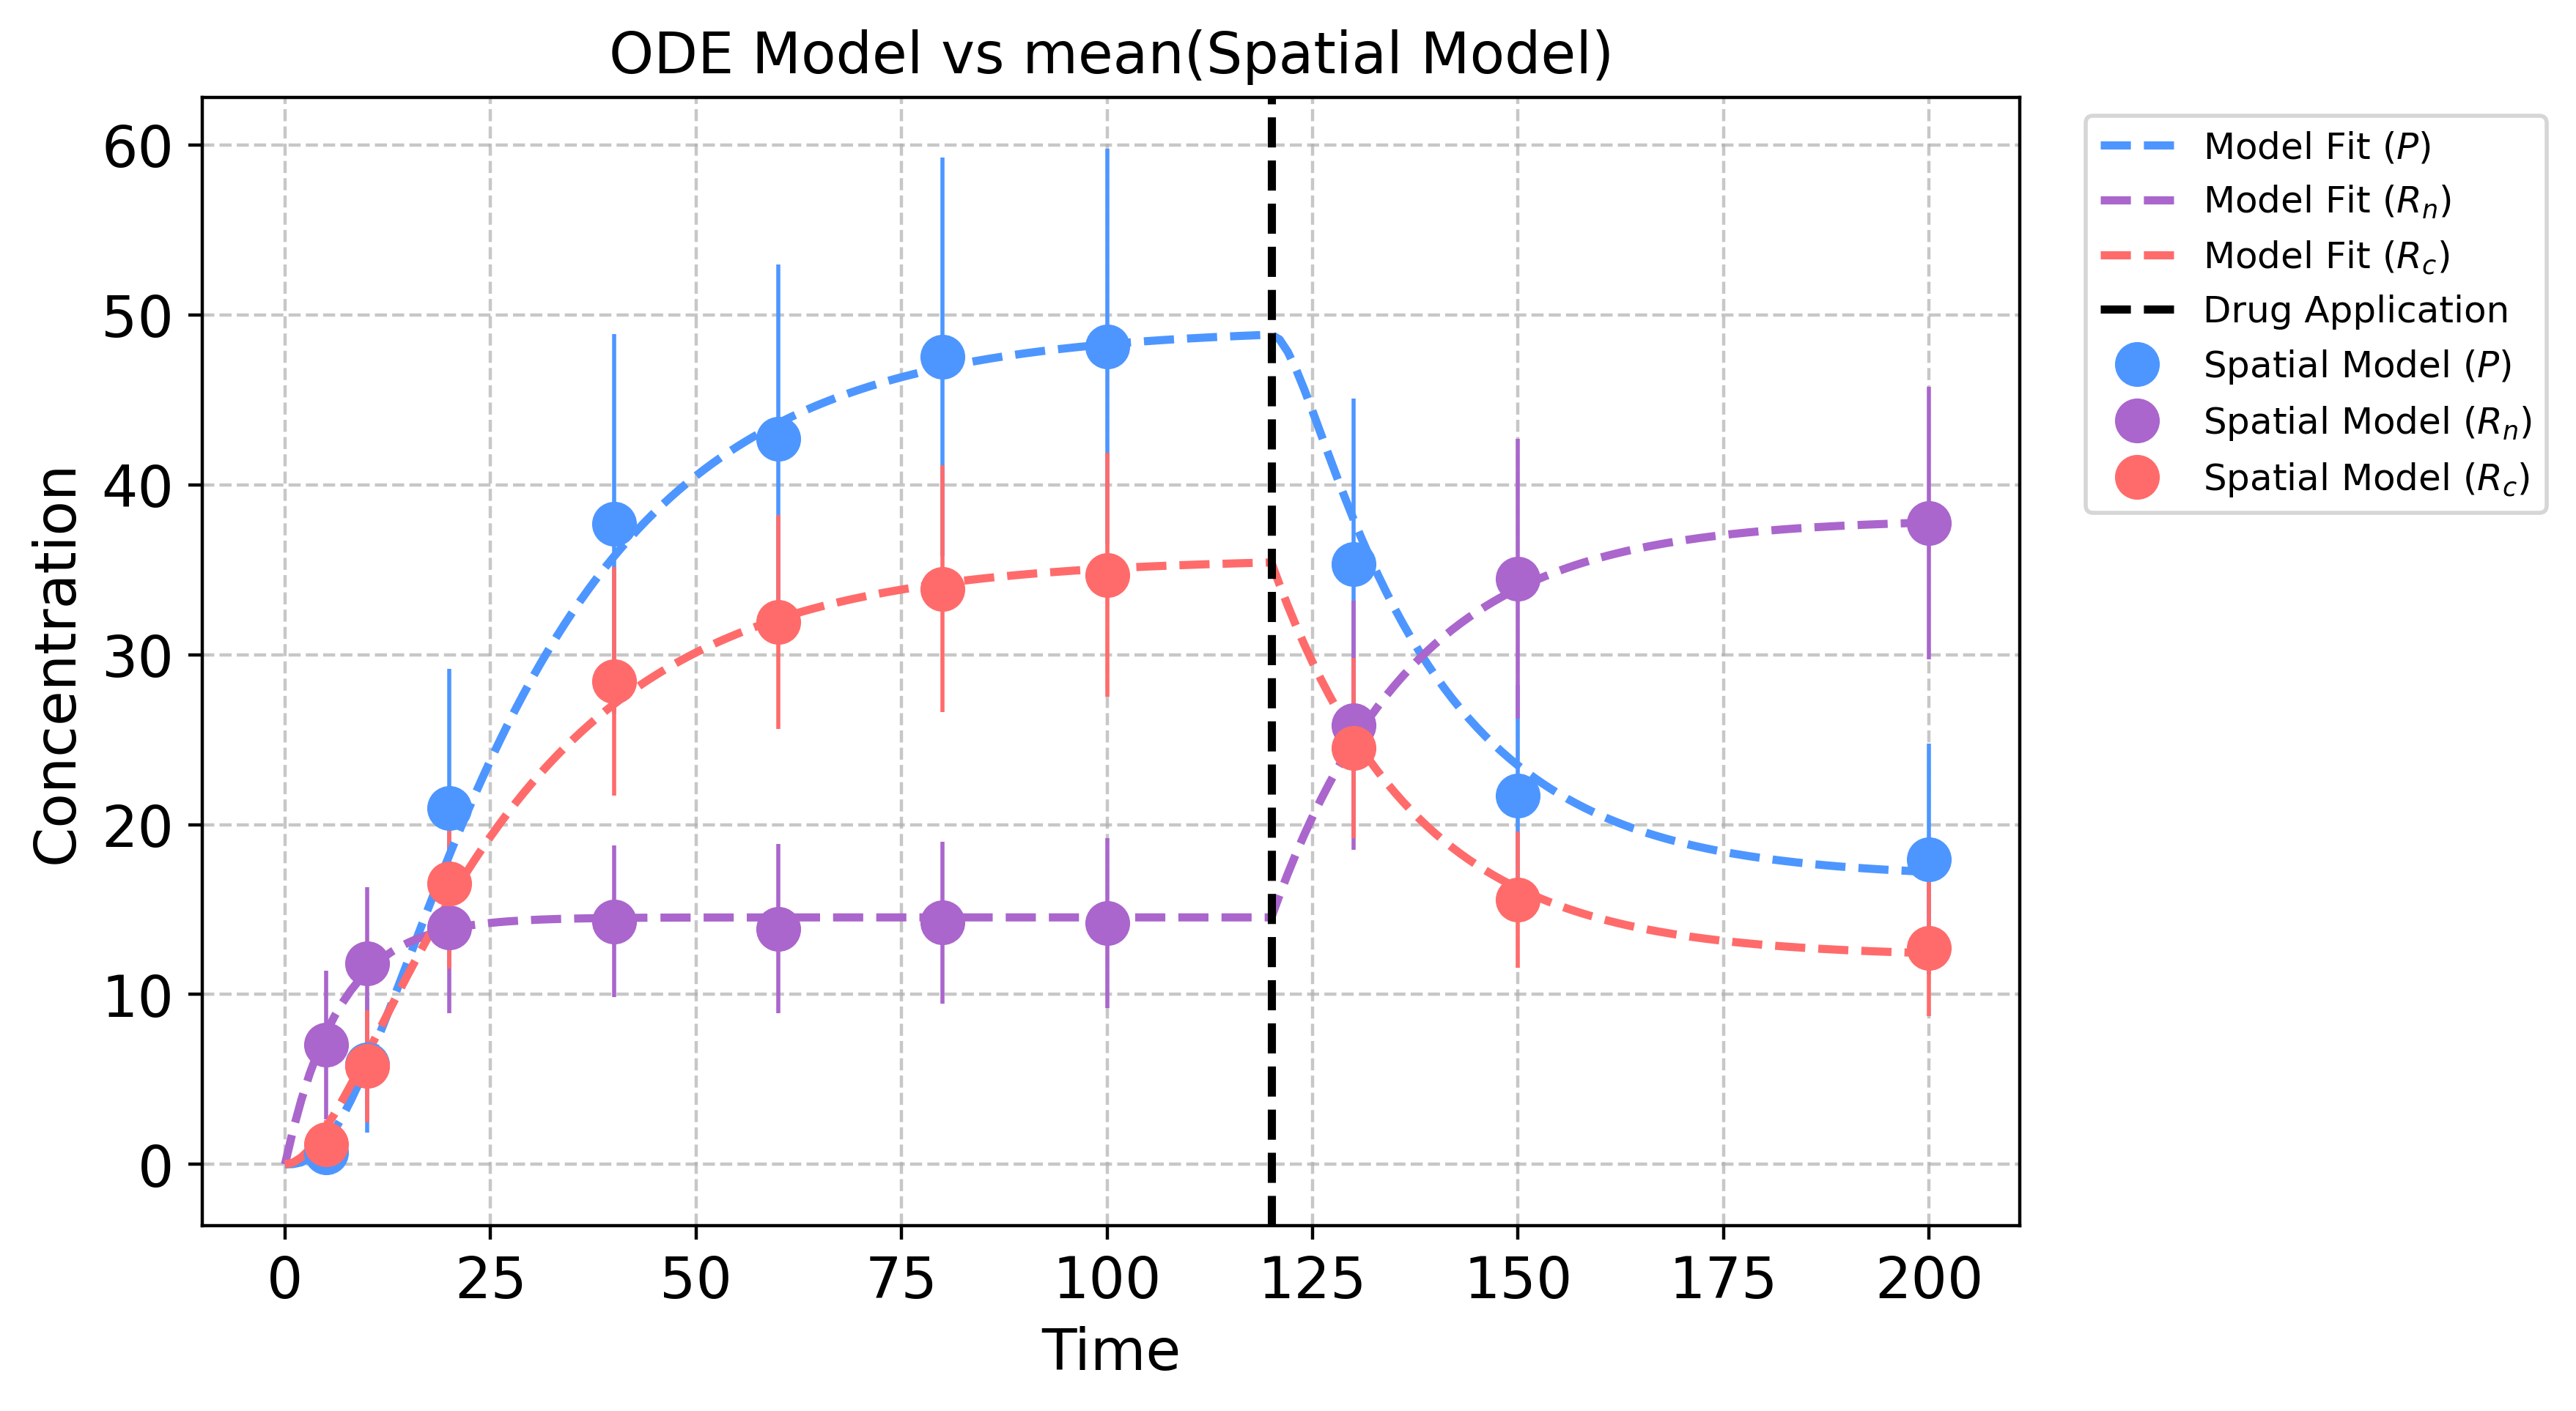 ODE Model vs mean(Spatial Model)
60
50
40
30
20
10
0
Concentration
0 25 50 75 100 125 150 175 200
Time
Model Fit (P)
Model Fit (Rₙ)
Model Fit (R_c)
Drug Application
Spatial Model (P)
Spatial Model (Rₙ)
Spatial Model (R_c)